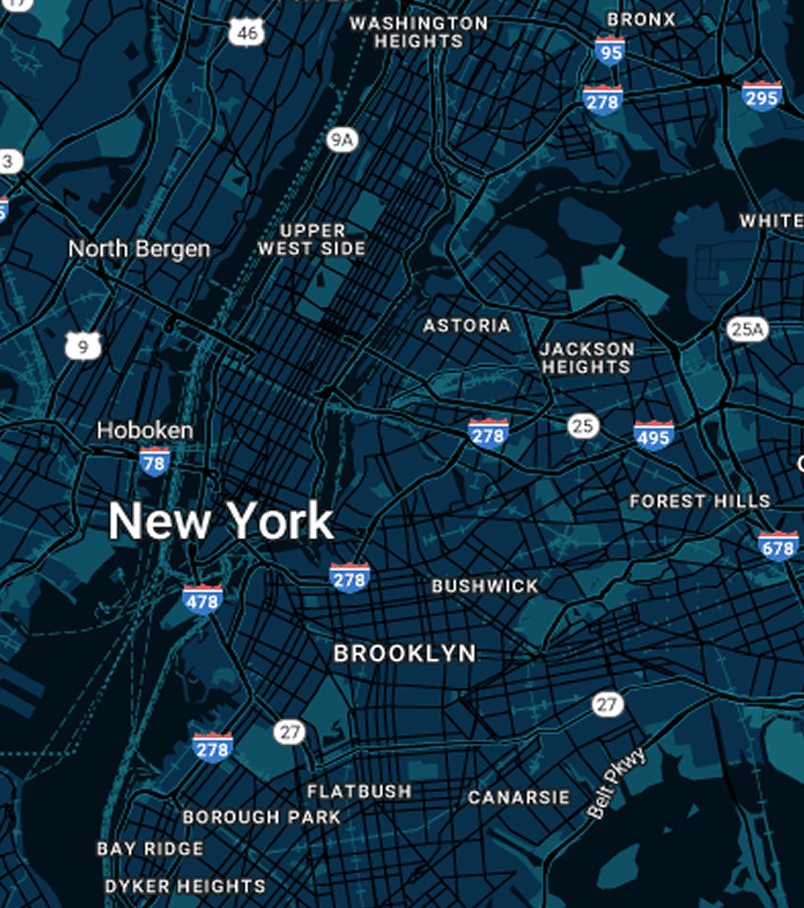 17
46
WASHINGTON
HEIGHTS
BRONX
95
278
295
9A
3
UPPER
WEST SIDE
WHITE
North Bergen
ASTORIA
25A
9
JACKSON
HEIGHTS
Hoboken
278
25
495
78
New York
FOREST HILLS
678
278
BUSHWICK
478
BROOKLYN
27
27
278
Belt Pkwy
FLATBUSH
CANARSIE
BOROUGH PARK
BAY RIDGE
DYKER HEIGHTS